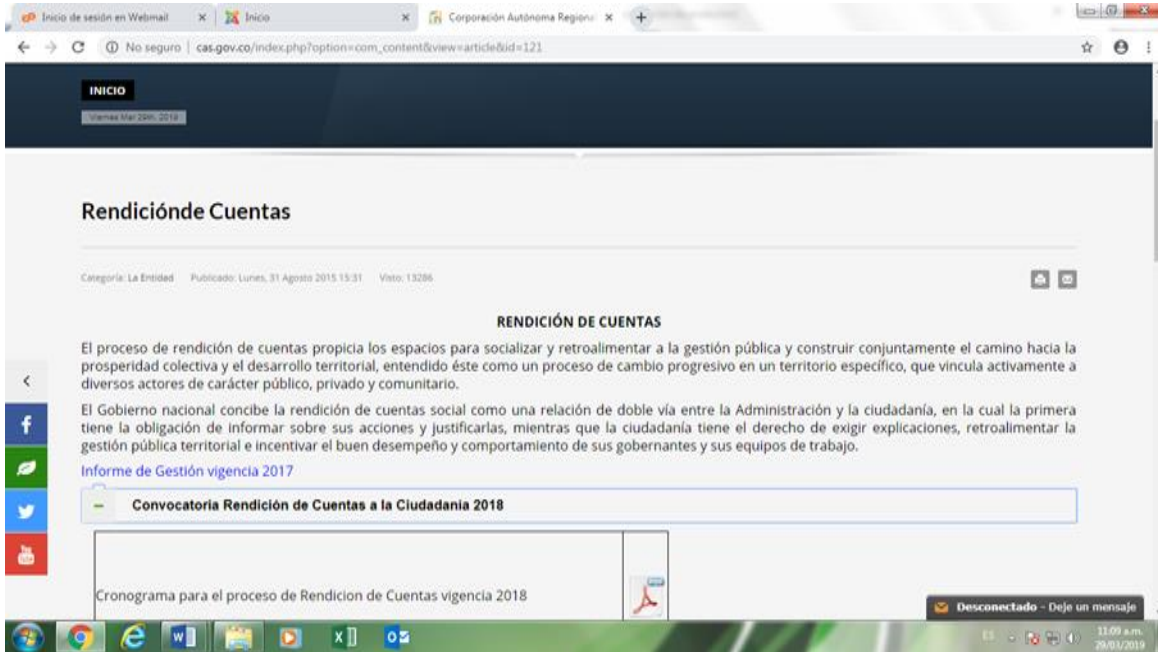 Inicio de sesión en Webmail
Inicio
Corporación Autónoma Regional
No seguro | cas.gov.co/index.php?option=com_content&view=article&id=121
INICIO
Viernes Mar 29th, 2019
Rendiciónde Cuentas
Categoría: La Entidad Publicado: Lunes, 31 Agosto 2015 15:31 Visto: 13286
RENDICIÓN DE CUENTAS
El proceso de rendición de cuentas propicia los espacios para socializar y retroalimentar a la gestión pública y construir conjuntamente el camino hacia la
prosperidad colectiva y el desarrollo territorial, entendido éste como un proceso de cambio progresivo en un territorio específico, que vincula activamente a
diversos actores de carácter público, privado y comunitario.
El Gobierno nacional concibe la rendición de cuentas social como una relación de doble vía entre la Administración y la ciudadanía, en la cual la primera
tiene la obligación de informar sobre sus acciones y justificarlas, mientras que la ciudadanía tiene el derecho de exigir explicaciones, retroalimentar la
gestión pública territorial e incentivar el buen desempeño y comportamiento de sus gobernantes y sus equipos de trabajo.
Informe de Gestión vigencia 2017
Convocatoria Rendición de Cuentas a la Ciudadania 2018
Cronograma para el proceso de Rendicion de Cuentas vigencia 2018
Desconectado - Deje un mensaje
ES
11:09 a.m.
29/03/2019